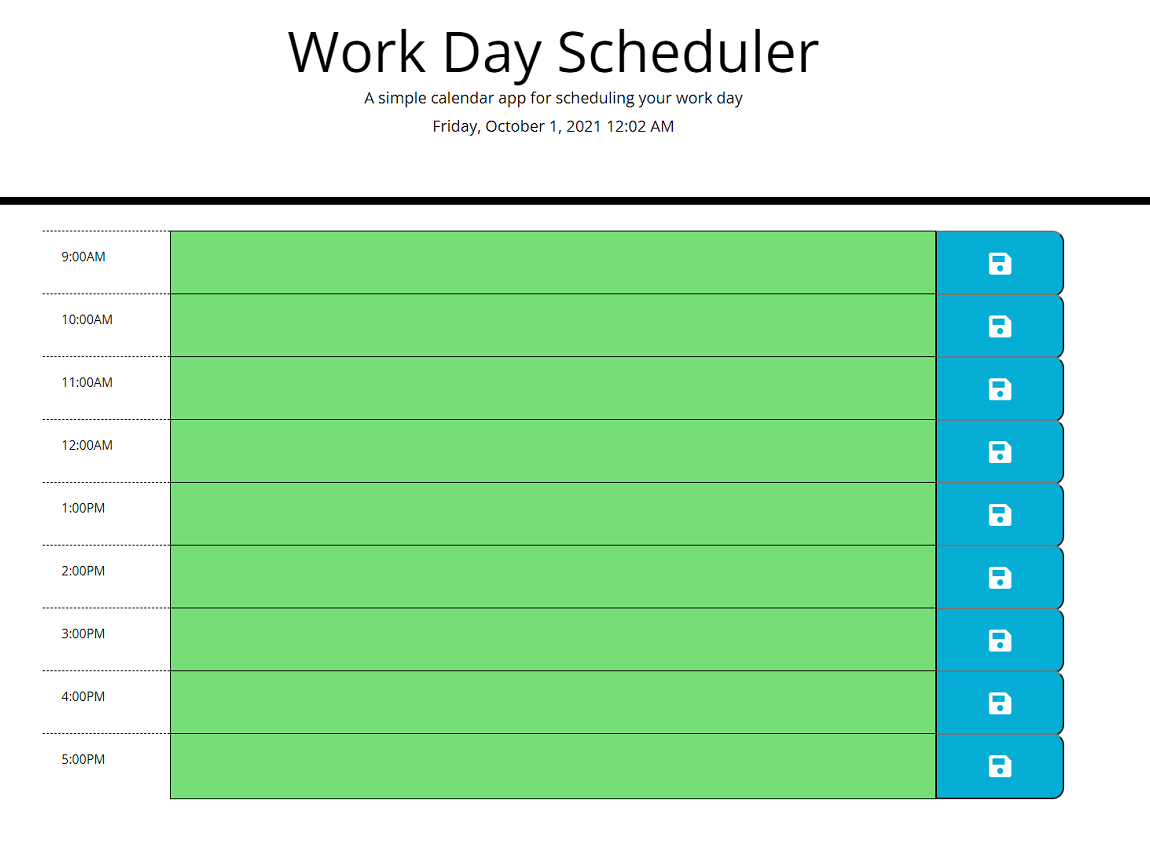 Work Day Scheduler
A simple calendar app for scheduling your work day
Friday, October 1, 2021 12:02 AM
9:00AM
10:00AM
11:00AM
12:00AM
1:00PM
2:00PM
3:00PM
4:00PM
5:00PM